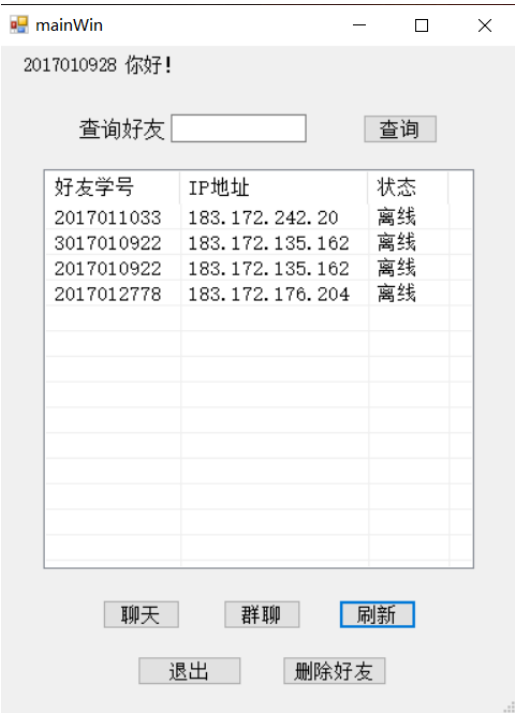 mainWin
2017010928 你好!
查询好友 查询
好友学号 IP地址 状态
2017011033 183.172.242.20 离线
3017010922 183.172.135.162 离线
2017010922 183.172.135.162 离线
2017012778 183.172.176.204 离线
聊天 群聊 刷新
退出 删除好友